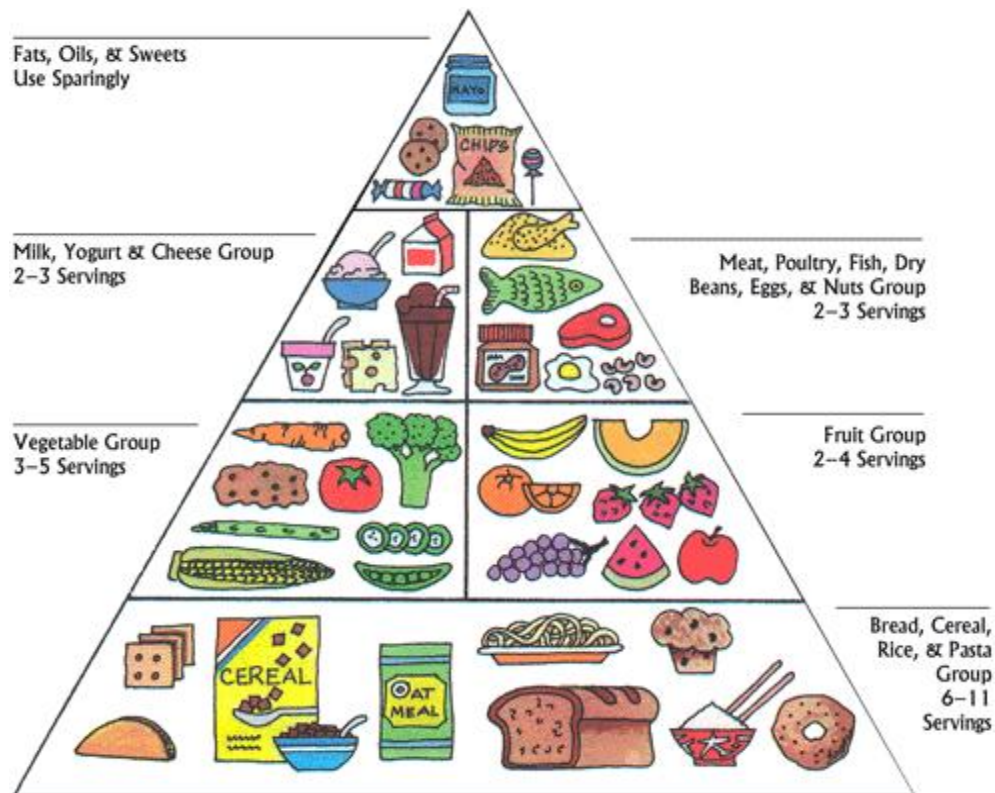 Fats, Oils, & Sweets
Use Sparingly
MAYO
CHIPS
Milk, Yogurt & Cheese Group
2–3 Servings
Meat, Poultry, Fish, Dry
Beans, Eggs, & Nuts Group
2–3 Servings
Vegetable Group
3–5 Servings
Fruit Group
2–4 Servings
Bread, Cereal,
Rice, & Pasta
Group
6–11
Servings
CEREAL
OAT
MEAL